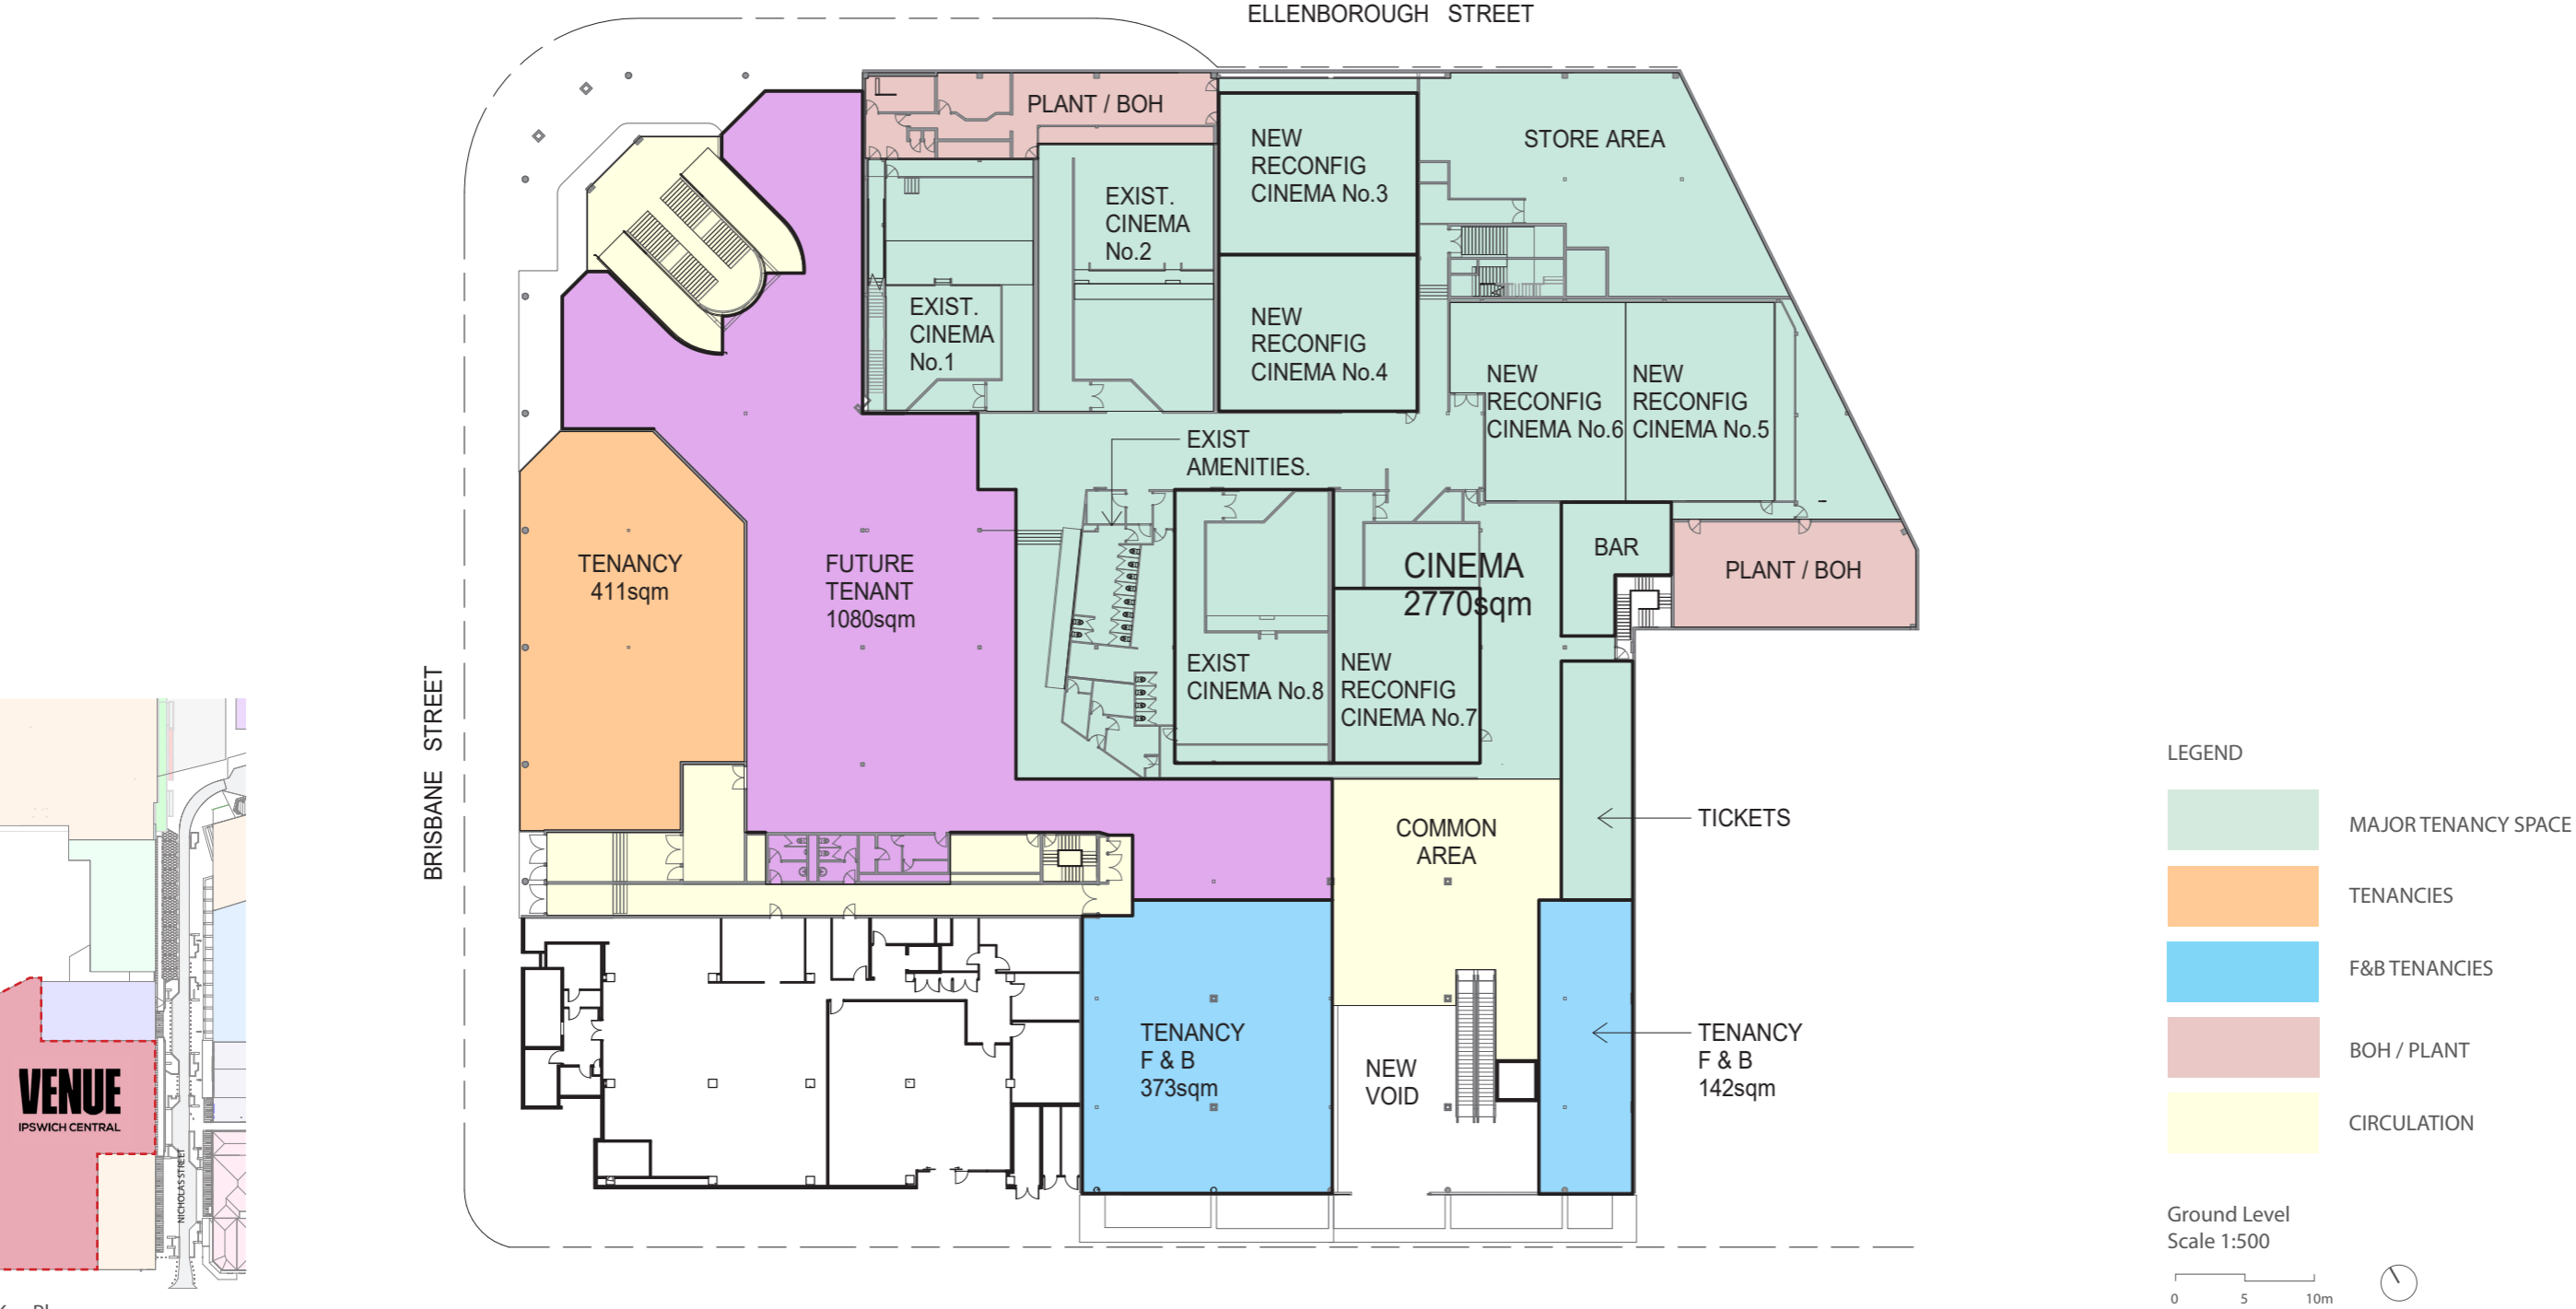 ELLENBOROUGH STREET
PLANT / BOH
NEW
RECONFIG
CINEMA No.3
STORE AREA
EXIST.
CINEMA
No.2
EXIST.
CINEMA
No.1
NEW
RECONFIG
CINEMA No.4
NEW
RECONFIG
CINEMA No.6
NEW
RECONFIG
CINEMA No.5
EXIST
AMENITIES.
TENANCY
411sqm
FUTURE
TENANT
1080sqm
CINEMA
2770sqm
BAR
PLANT / BOH
EXIST
CINEMA No.8
NEW
RECONFIG
CINEMA No.7
BRISBANE STREET
COMMON
AREA
TICKETS
TENANCY
F & B
373sqm
NEW
VOID
TENANCY
F & B
142sqm
VENUE
IPSWICH CENTRAL
NICHOLAS STREET
LEGEND
MAJOR TENANCY SPACE
TENANCIES
F&B TENANCIES
BOH / PLANT
CIRCULATION
Ground Level
Scale 1:500
0 5 10m